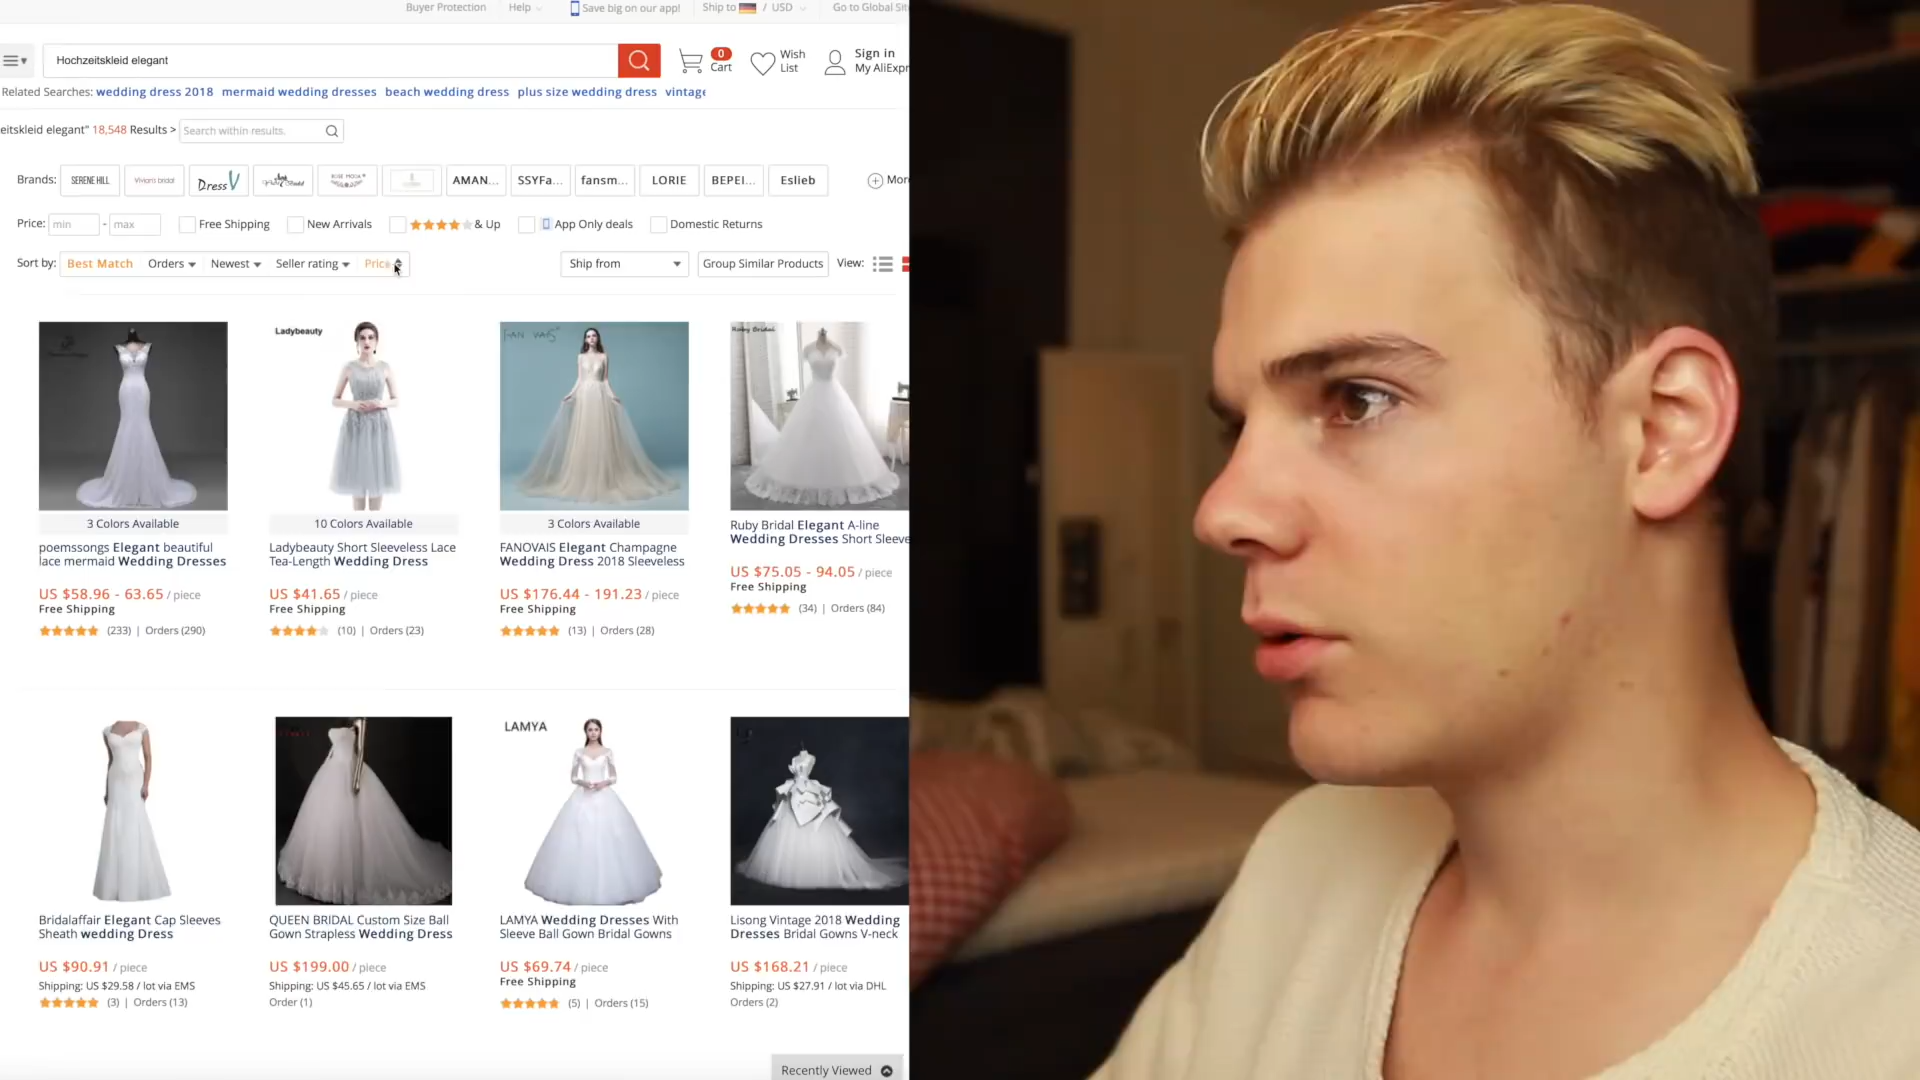 Buyer Protection Help Save big on our app! Ship to / USD Go to Global Sit
Hochzeitskleid elegant
0
Cart
Wish
List
Sign in
My AliExpr
Related Searches: wedding dress 2018 mermaid wedding dresses beach wedding dress plus size wedding dress vintage
eitskleid elegant" 18,548 Results > Search within results.
Brands: SERENE HILL Vivian's bridal Dress V ROSE MODA AMAN... SSYFa... fansm... LORIE BEPEI... Eslieb More
Price: min - max Free Shipping New Arrivals & Up App Only deals Domestic Returns
Sort by: Best Match Orders Newest Seller rating Price Ship from Group Similar Products View:
Ladybeauty
FAN VAIS
Ruby Bridal
3 Colors Available
poemssongs Elegant beautiful
lace mermaid Wedding Dresses
US $58.96 - 63.65 / piece
Free Shipping
(233) | Orders (290)
10 Colors Available
Ladybeauty Short Sleeveless Lace
Tea-Length Wedding Dress
US $41.65 / piece
Free Shipping
(10) | Orders (23)
3 Colors Available
FANOVAIS Elegant Champagne
Wedding Dress 2018 Sleeveless
US $176.44 - 191.23 / piece
Free Shipping
(13) | Orders (28)
Ruby Bridal Elegant A-line
Wedding Dresses Short Sleeve
US $75.05 - 94.05 / piece
Free Shipping
(34) | Orders (84)
LAMYA
Bridalaffair Elegant Cap Sleeves
Sheath wedding Dress
US $90.91 / piece
Shipping: US $29.58 / lot via EMS
(3) | Orders (13)
QUEEN BRIDAL Custom Size Ball
Gown Strapless Wedding Dress
US $199.00 / piece
Shipping: US $45.65 / lot via EMS
Order (1)
LAMYA Wedding Dresses With
Sleeve Ball Gown Bridal Gowns
US $69.74 / piece
Free Shipping
(5) | Orders (15)
Lisong Vintage 2018 Wedding
Dresses Bridal Gowns V-neck
US $168.21 / piece
Shipping: US $27.91 / lot via DHL
Orders (2)
Recently Viewed